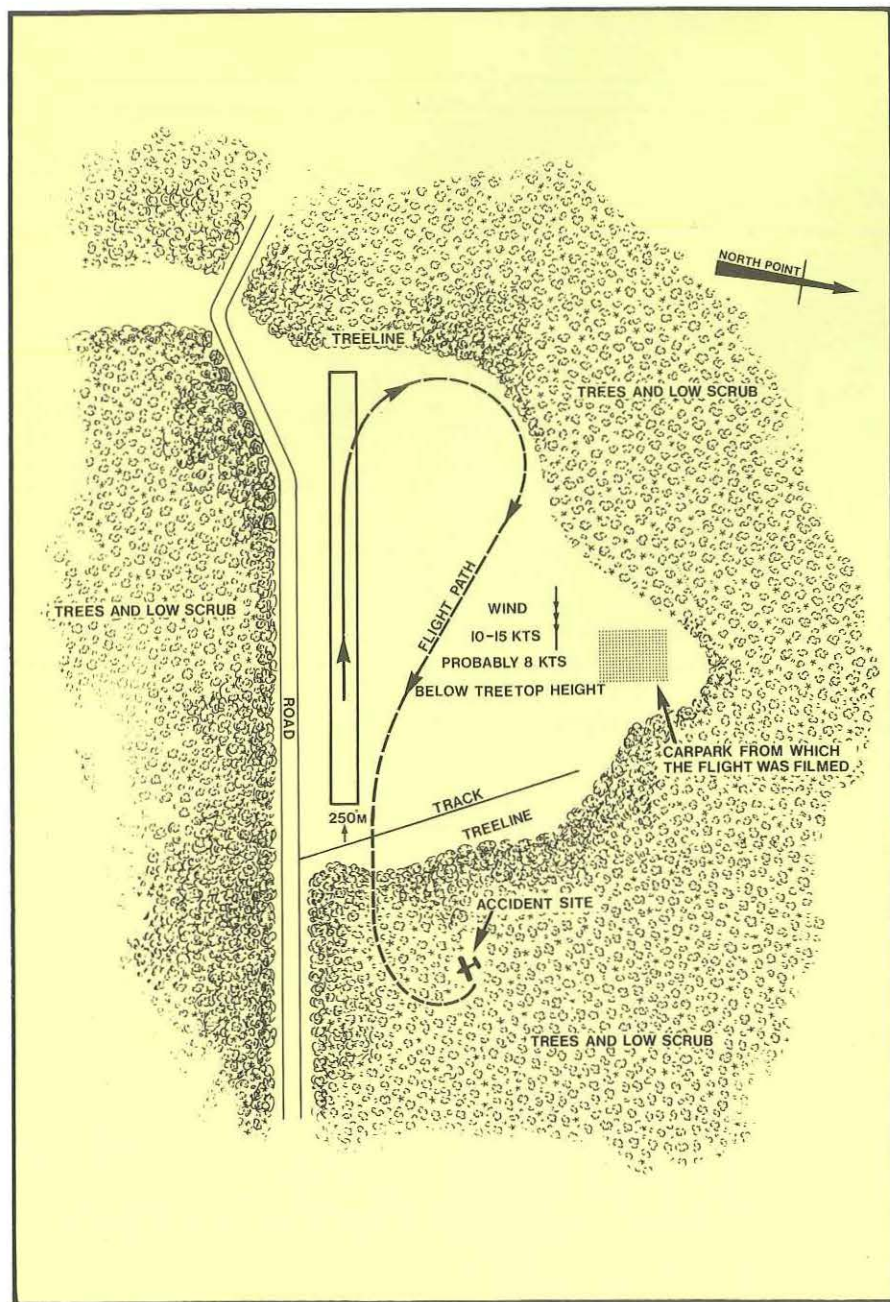 NORTH POINT
TREELINE
TREES AND LOW SCRUB
FLIGHT PATH
WIND
10-15 KTS
PROBABLY 8 KTS
BELOW TREETOP HEIGHT
TREES AND LOW SCRUB
ROAD
CARPARK FROM WHICH
THE FLIGHT WAS FILMED
TRACK
250M
TREELINE
ACCIDENT SITE
TREES AND LOW SCRUB